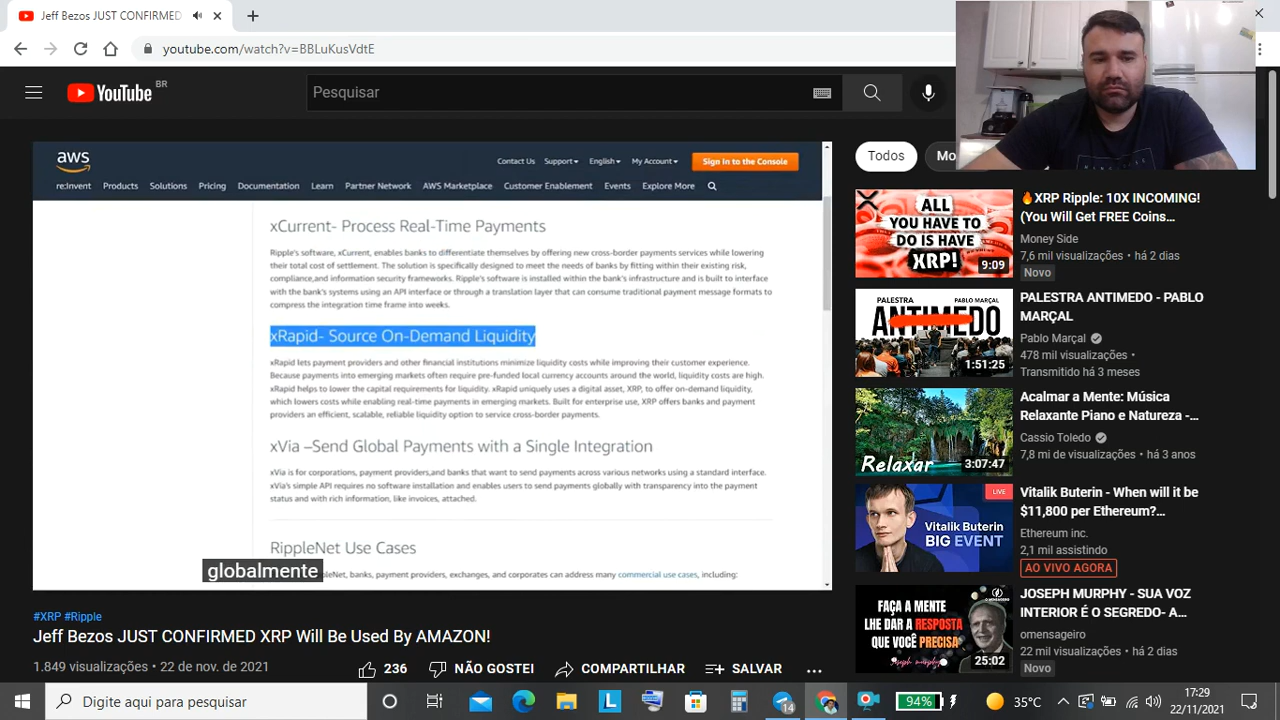 Jeff Bezos JUST CONFIRMED
youtube.com/watch?v=BBLuKusVdtE
YouTube BR
Pesquisar
aws
Contact Us Support English My Account Sign In to the Console
re:Invent Products Solutions Pricing Documentation Learn Partner Network AWS Marketplace Customer Enablement Events Explore More
xCurrent- Process Real-Time Payments
Ripple's software, xCurrent, enables banks to differentiate themselves by offering new cross-border payments services while lowering
their total cost of settlement. The solution is specifically designed to meet the needs of banks by fitting within their existing risk,
compliance,and information security frameworks. Ripple's software is installed within the bank's infrastructure and is built to interface
with the bank's systems using an API interface or through a translation layer that can consume traditional payment message formats to
compress the integration time frame into weeks.
xRapid- Source On-Demand Liquidity
xRapid lets payment providers and other financial institutions minimize liquidity costs while improving their customer experience.
Because payments into emerging markets often require pre-funded local currency accounts around the world, liquidity costs are high.
xRapid helps to lower the capital requirements for liquidity. xRapid uniquely uses a digital asset, XRP, to offer on-demand liquidity,
which lowers costs while enabling real-time payments in emerging markets. Built for enterprise use, XRP offers banks and payment
providers an efficient, scalable, reliable liquidity option to service cross-border payments.
xVia –Send Global Payments with a Single Integration
xVia is for corporations, payment providers,and banks that want to send payments across various networks using a standard interface.
xVia's simple API requires no software installation and enables users to send payments globally with transparency into the payment
status and with rich information, like invoices, attached.
RippleNet Use Cases
pleNet, banks, payment providers, exchanges, and corporates can address many commercial use cases, including:
globalmente
#XRP #Ripple
Jeff Bezos JUST CONFIRMED XRP Will Be Used By AMAZON!
1.849 visualizações • 22 de nov. de 2021
236 NÃO GOSTEI COMPARTILHAR SALVAR
Todos Mo
ALL
YOU HAVE TO
DO IS HAVE
XRP!
9:09
🔥XRP Ripple: 10X INCOMING!
(You Will Get FREE Coins…
Money Side
7,6 mil visualizações • há 2 dias
Novo
PALESTRA PABLO MARÇAL
ANTIMEDO
1:51:25
PALESTRA ANTIMEDO - PABLO
MARÇAL
Pablo Marçal
478 mil visualizações •
Transmitido há 3 meses
Relaxar
3:07:47
Acalmar a Mente: Música
Relaxante Piano e Natureza -…
Cassio Toledo
7,8 mi de visualizações • há 3 anos
LIVE
Vitalik Buterin
BIG EVENT
Vitalik Buterin - When will it be
$11,800 per Ethereum?…
Ethereum inc.
2,1 mil assistindo
AO VIVO AGORA
FAÇA A MENTE
LHE DAR A RESPOSTA
QUE VOCÊ PRECISA
Joseph murphy
25:02
JOSEPH MURPHY - SUA VOZ
INTERIOR É O SEGREDO- A…
omensageiro
22 mil visualizações • há 2 dias
Novo
Digite aqui para pesquisar
L
14
94%
35°C
17:29
22/11/2021